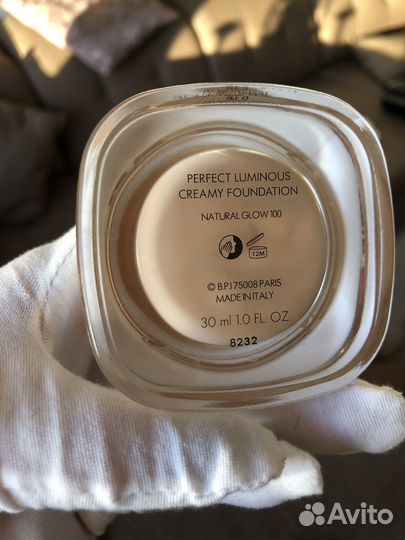 PERFECT LUMINOUS
CREAMY FOUNDATION
NATURAL GLOW 100
12M
© B.P.I 75008 PARIS
MADE IN ITALY
30 ml 1.0 FL. OZ.
8232
Avito